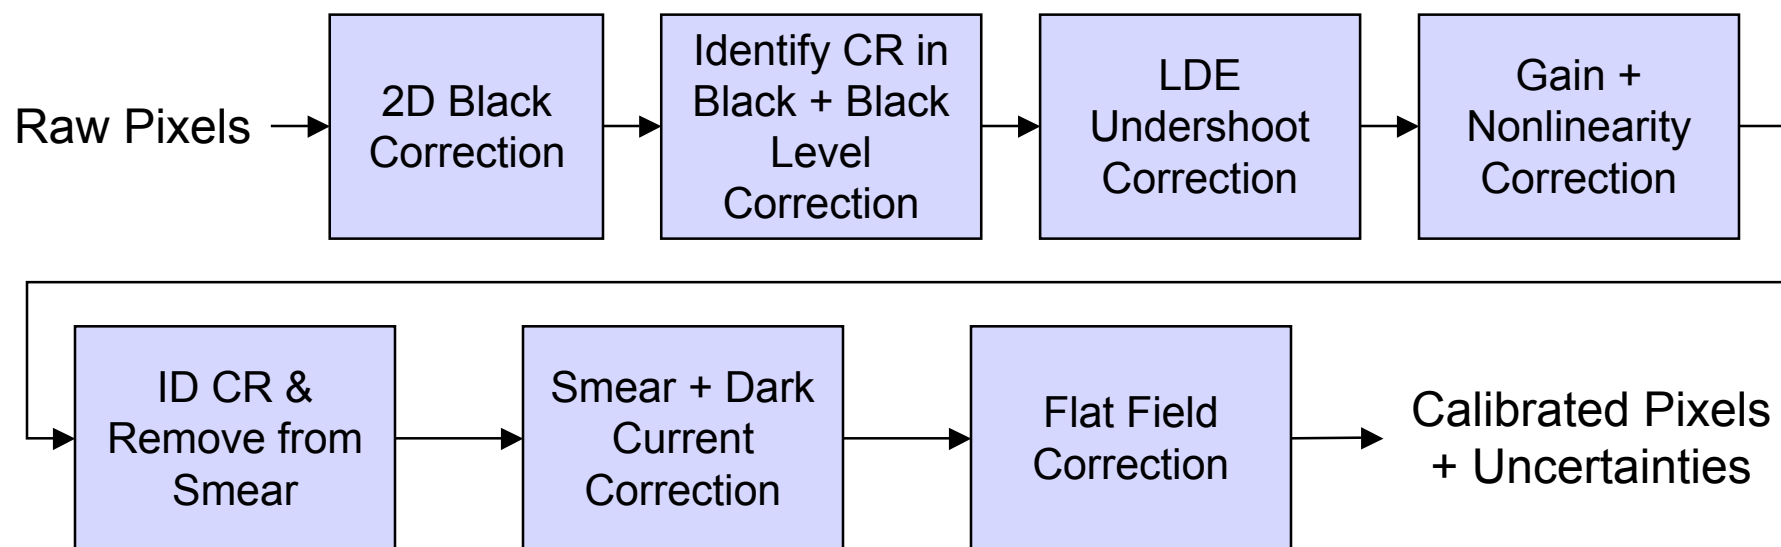 Raw Pixels
2D Black
Correction
Identify CR in
Black + Black
Level
Correction
LDE
Undershoot
Correction
Gain +
Nonlinearity
Correction
ID CR &
Remove from
Smear
Smear + Dark
Current
Correction
Flat Field
Correction
Calibrated Pixels
+ Uncertainties